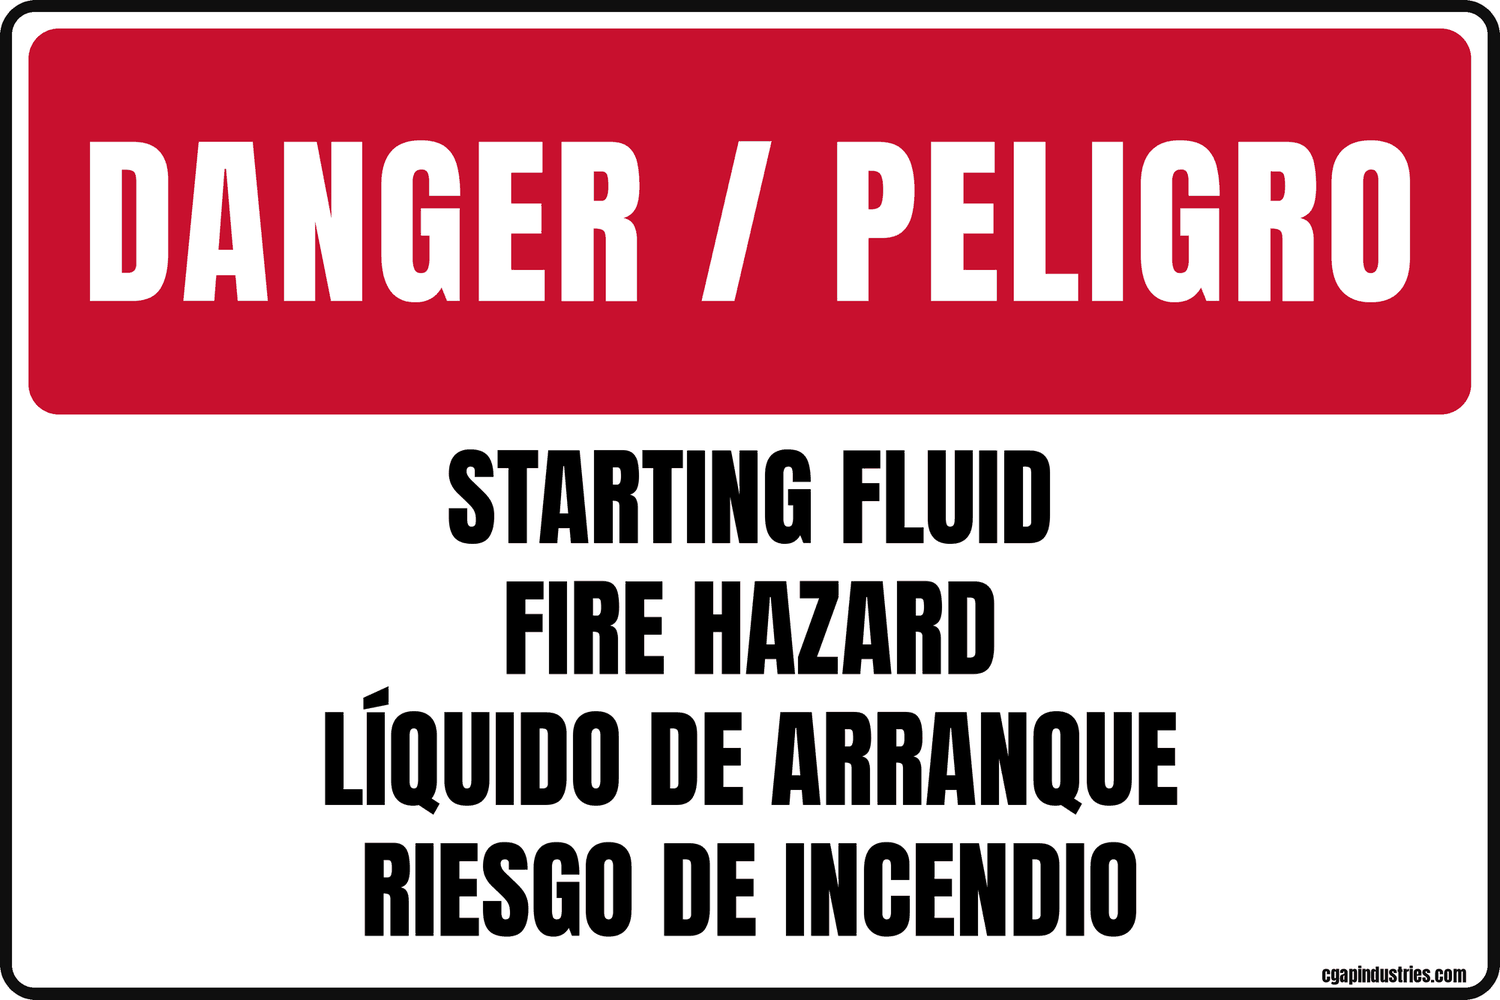 DANGER / PELIGRO
STARTING FLUID
FIRE HAZARD
LÍQUIDO DE ARRANQUE
RIESGO DE INCENDIO
cgapindustries.com